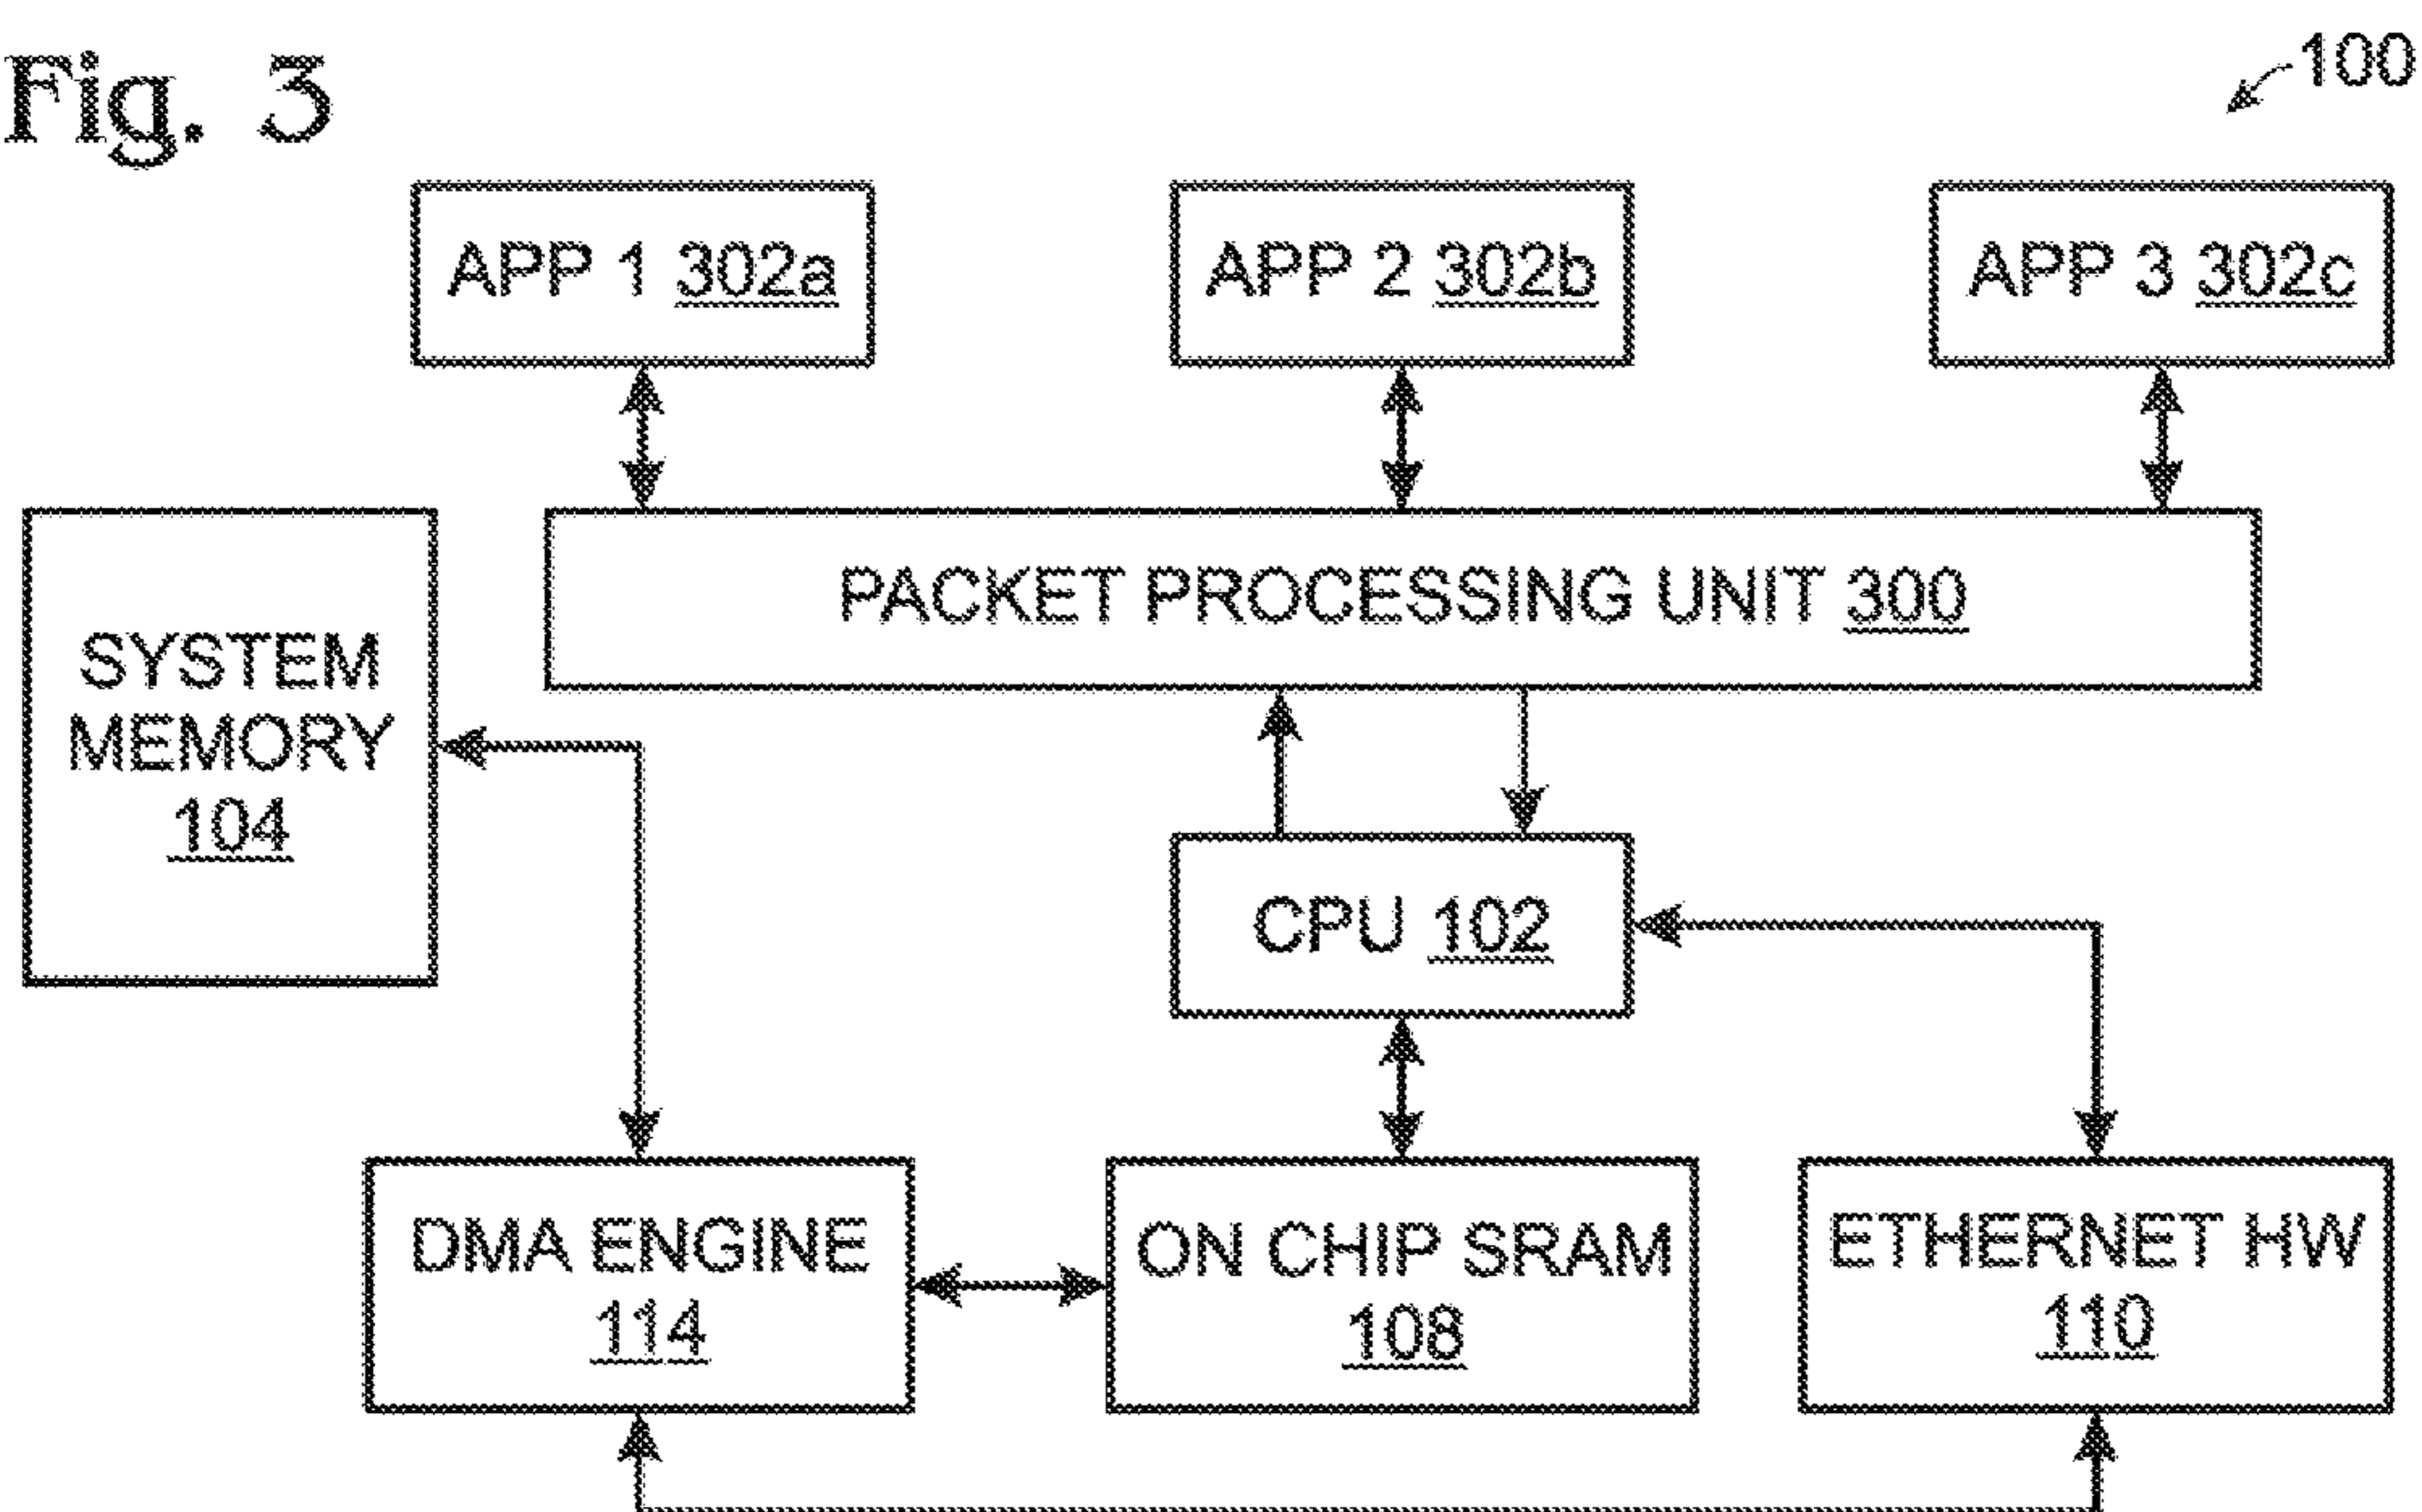 Fig. 3
100
APP 1 302a
APP 2 302b
APP 3 302c
PACKET PROCESSING UNIT 300
SYSTEM
MEMORY
104
CPU 102
DMA ENGINE
114
ON CHIP SRAM
108
ETHERNET HW
110